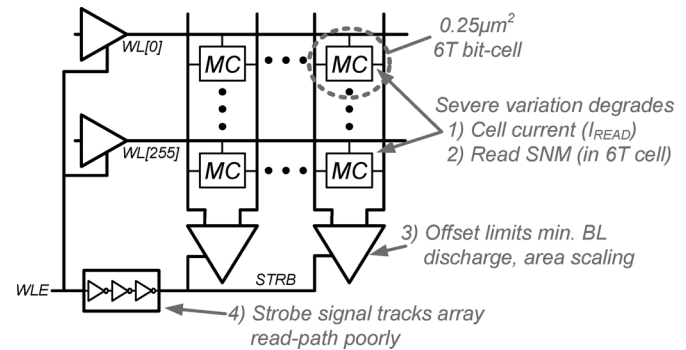 0.25μm²
WL[0]
6T bit-cell
MC
MC
Severe variation degrades
1) Cell current (I_READ)
WL[255]
2) Read SNM (in 6T cell)
MC
MC
3) Offset limits min. BL
discharge, area scaling
STRB
WLE
4) Strobe signal tracks array
read-path poorly